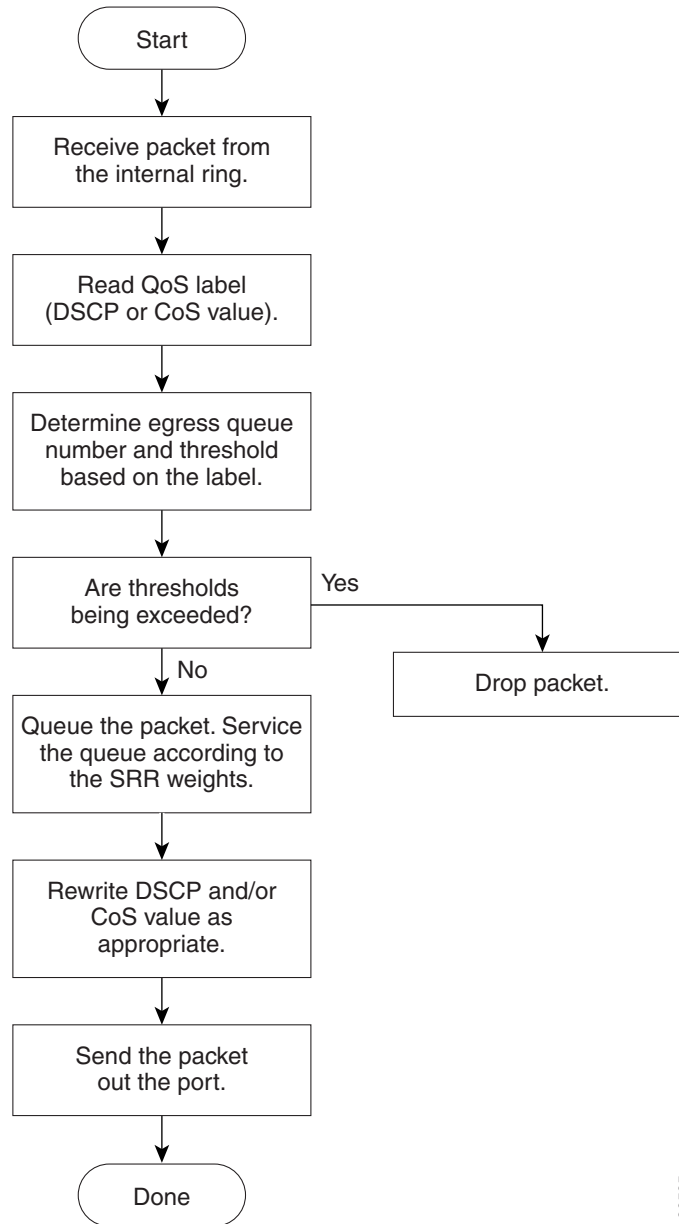 Start
Receive packet from
the internal ring.
Read QoS label
(DSCP or CoS value).
Determine egress queue
number and threshold
based on the label.
Are thresholds
being exceeded?
Yes
No
Drop packet.
Queue the packet. Service
the queue according to
the SRR weights.
Rewrite DSCP and/or
CoS value as
appropriate.
Send the packet
out the port.
Done